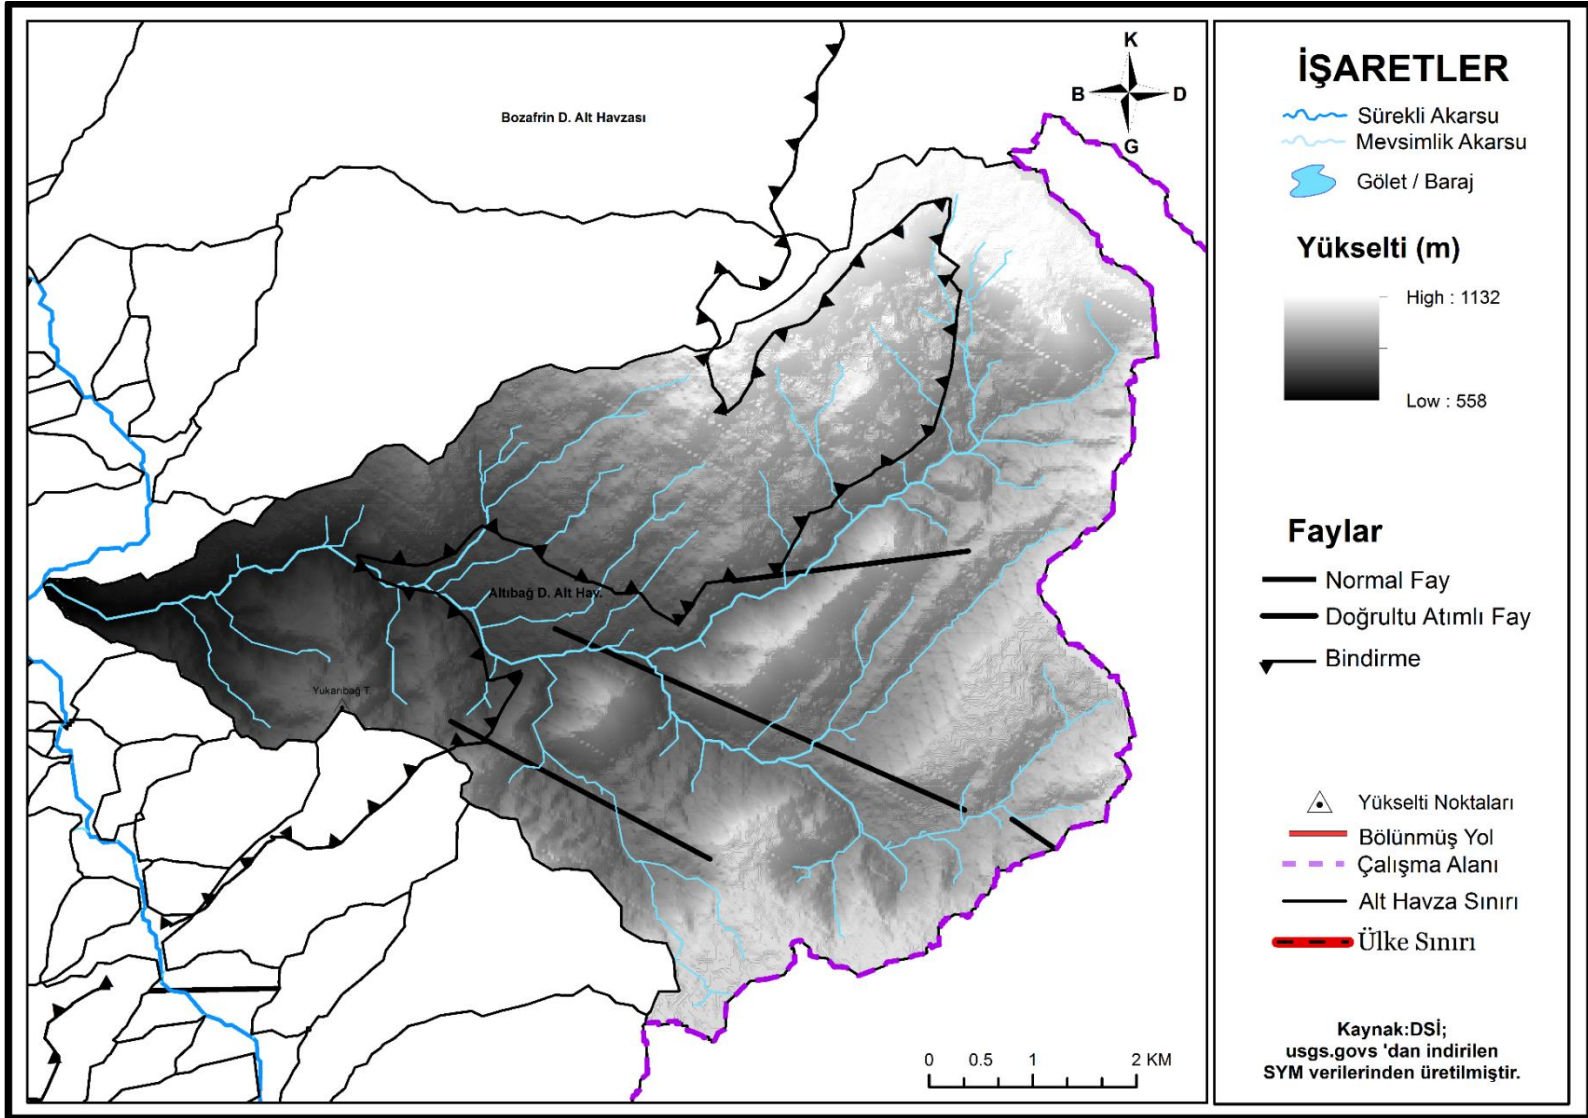 Bozafrin D. Alt Havzası
K
B
D
G
Altıbağ D. Alt Hav.
Yukarıbağ T.
0 0.5 1 2 KM
İŞARETLER
Sürekli Akarsu
Mevsimlik Akarsu
Gölet / Baraj
Yükselti (m)
High : 1132
Low : 558
Faylar
Normal Fay
Doğrultu Atımlı Fay
Bindirme
Yükselti Noktaları
Bölünmüş Yol
Çalışma Alanı
Alt Havza Sınırı
Ülke Sınırı
Kaynak:DSİ;
usgs.govs 'dan indirilen
SYM verilerinden üretilmiştir.